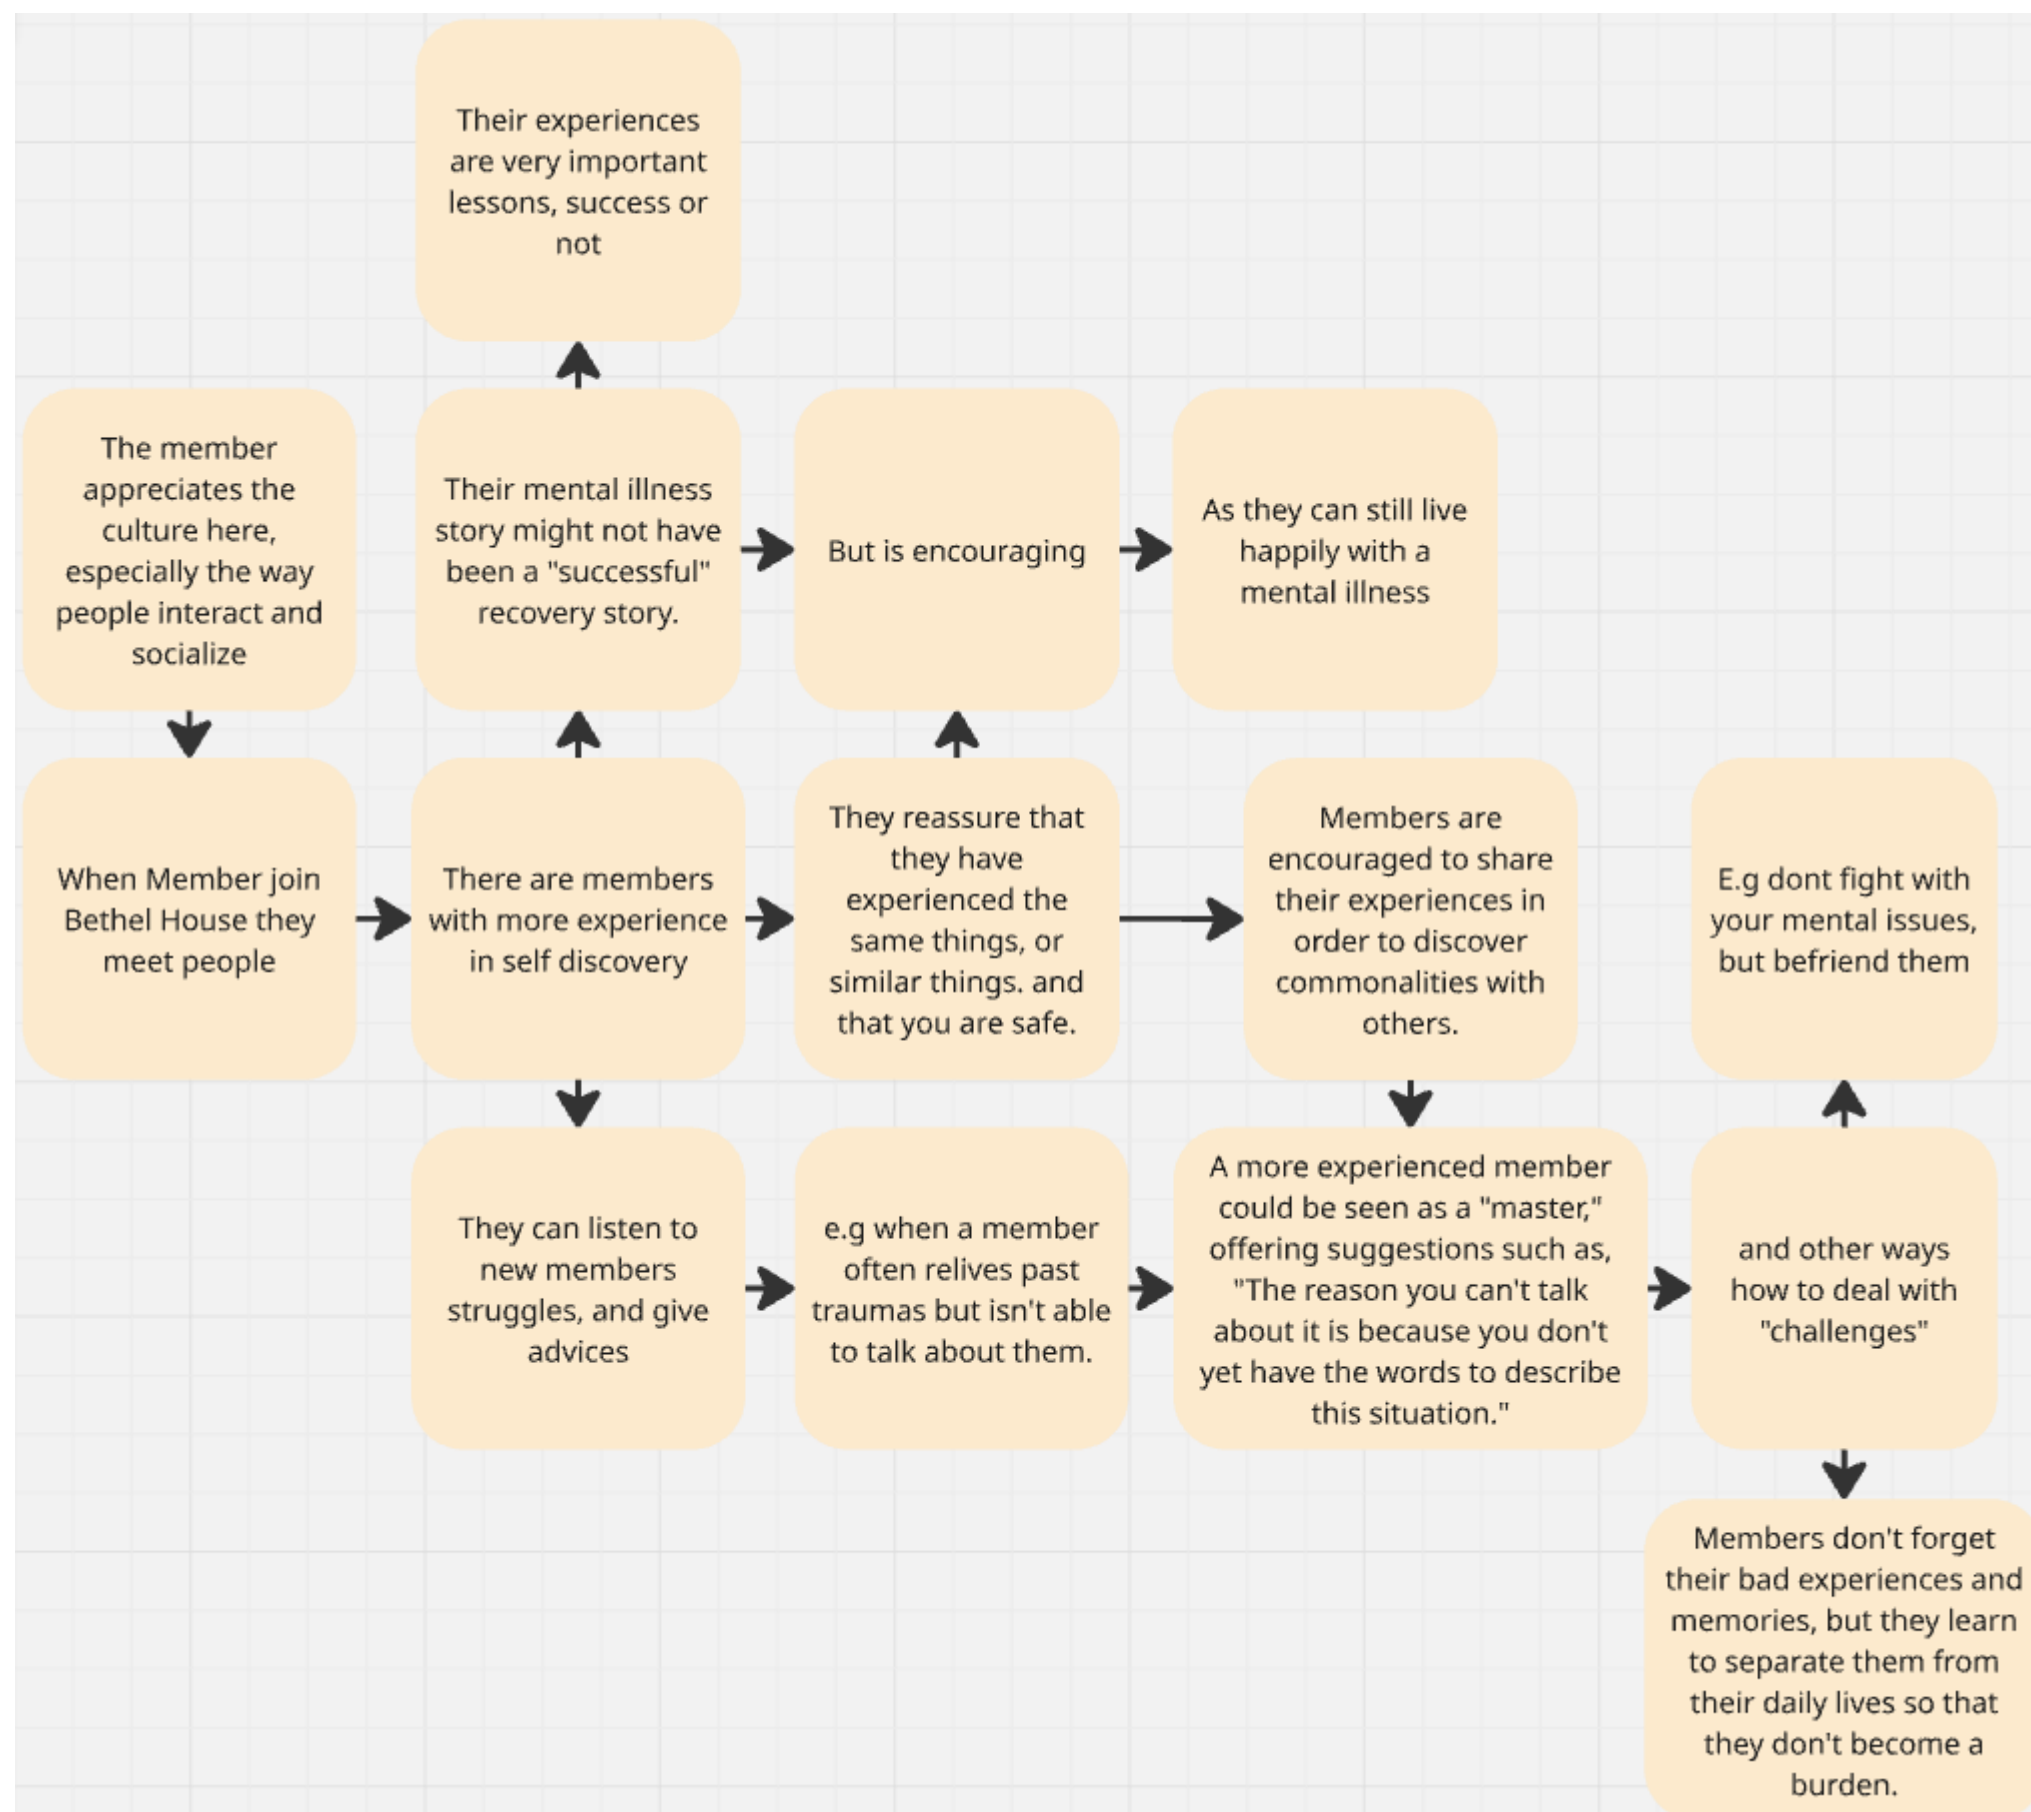 Their experiences
are very important
lessons, success or
not
The member
appreciates the
culture here,
especially the way
people interact and
socialize
Their mental illness
story might not have
been a "successful"
recovery story.
But is encouraging
As they can still live
happily with a
mental illness
When Member join
Bethel House they
meet people
There are members
with more experience
in self discovery
They reassure that
they have
experienced the
same things, or
similar things. and
that you are safe.
Members are
encouraged to share
their experiences in
order to discover
commonalities with
others.
E.g dont fight with
your mental issues,
but befriend them
They can listen to
new members
struggles, and give
advices
e.g when a member
often relives past
traumas but isn't able
to talk about them.
A more experienced member
could be seen as a "master,"
offering suggestions such as,
"The reason you can't talk
about it is because you don't
yet have the words to describe
this situation."
and other ways
how to deal with
"challenges"
Members don't forget
their bad experiences and
memories, but they learn
to separate them from
their daily lives so that
they don't become a
burden.